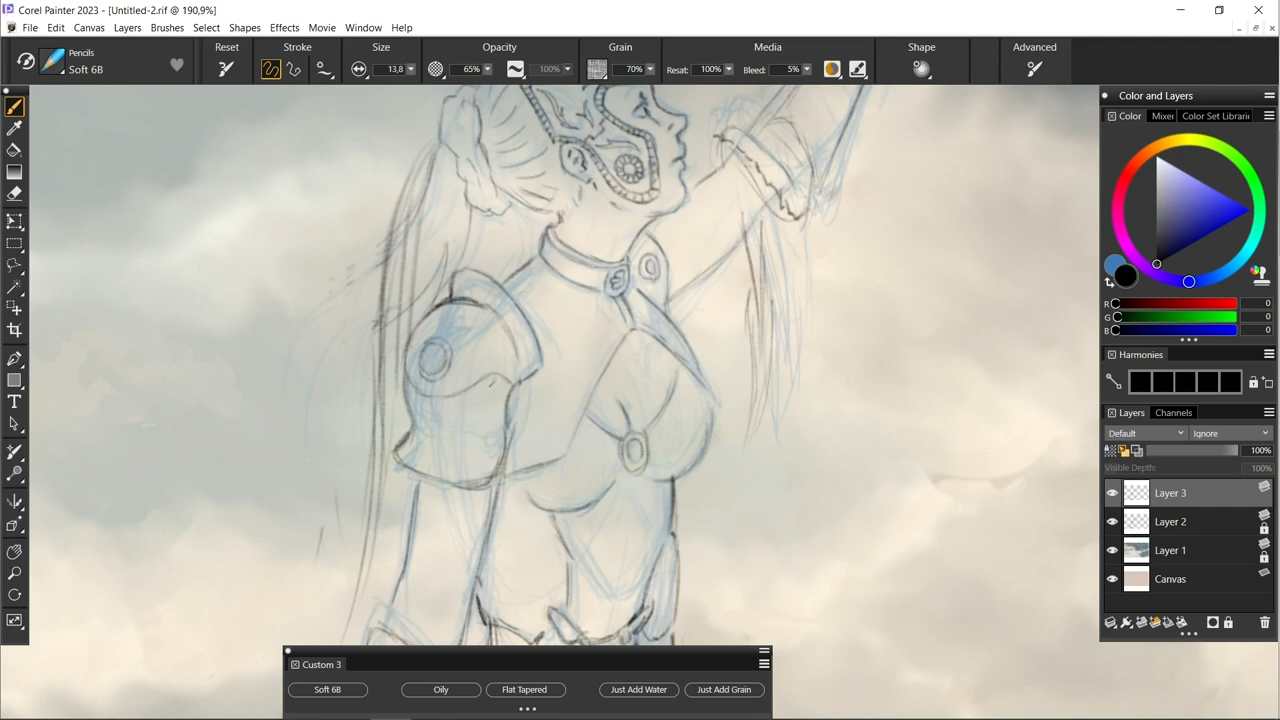 Corel Painter 2023 - [Untitled-2.rif @ 190,9%]
File Edit Canvas Layers Brushes Select Shapes Effects Movie Window Help
Pencils
Soft 6B
Reset Stroke Size Opacity Grain Media Shape Advanced
13,8 65% 100% 70% Resat: 100% Bleed: 5%
Color and Layers
Color Mixer Color Set Librari
R 0
G 0
B 0
Harmonies
Layers Channels
Default Ignore
100%
Visible Depth: 100%
Layer 3
Layer 2
Layer 1
Canvas
Custom 3
Soft 6B Oily Flat Tapered Just Add Water Just Add Grain